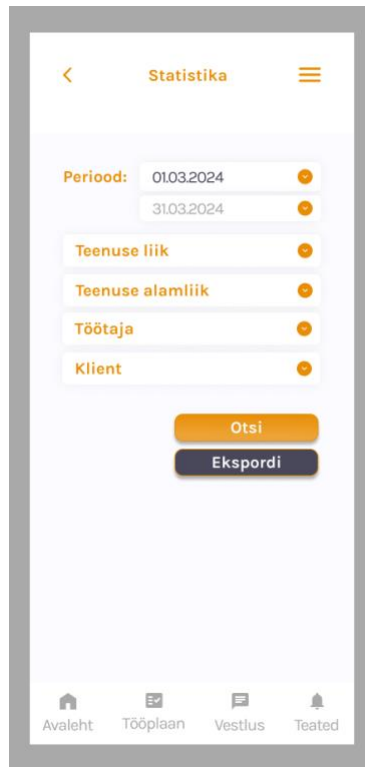 Statistika
Periood: 01.03.2024
31.03.2024
Teenuse liik
Teenuse alamliik
Töötaja
Klient
Otsi
Ekspordi
Avaleht Tööplaan Vestlus Teated